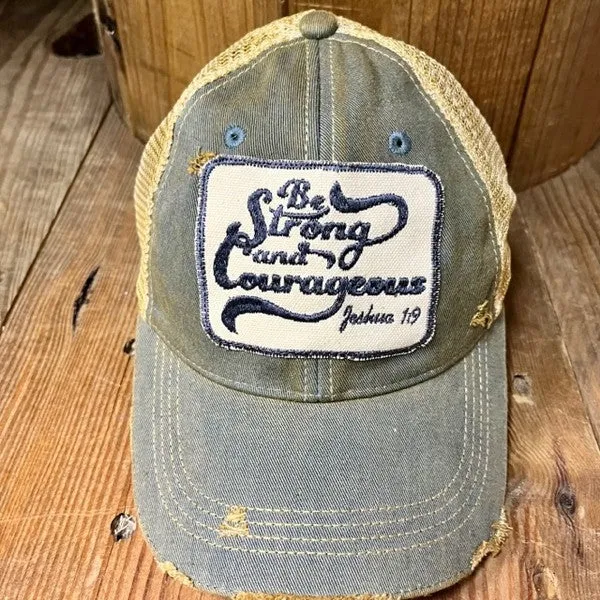 Be
Strong
and
Courageous
Joshua 1:9